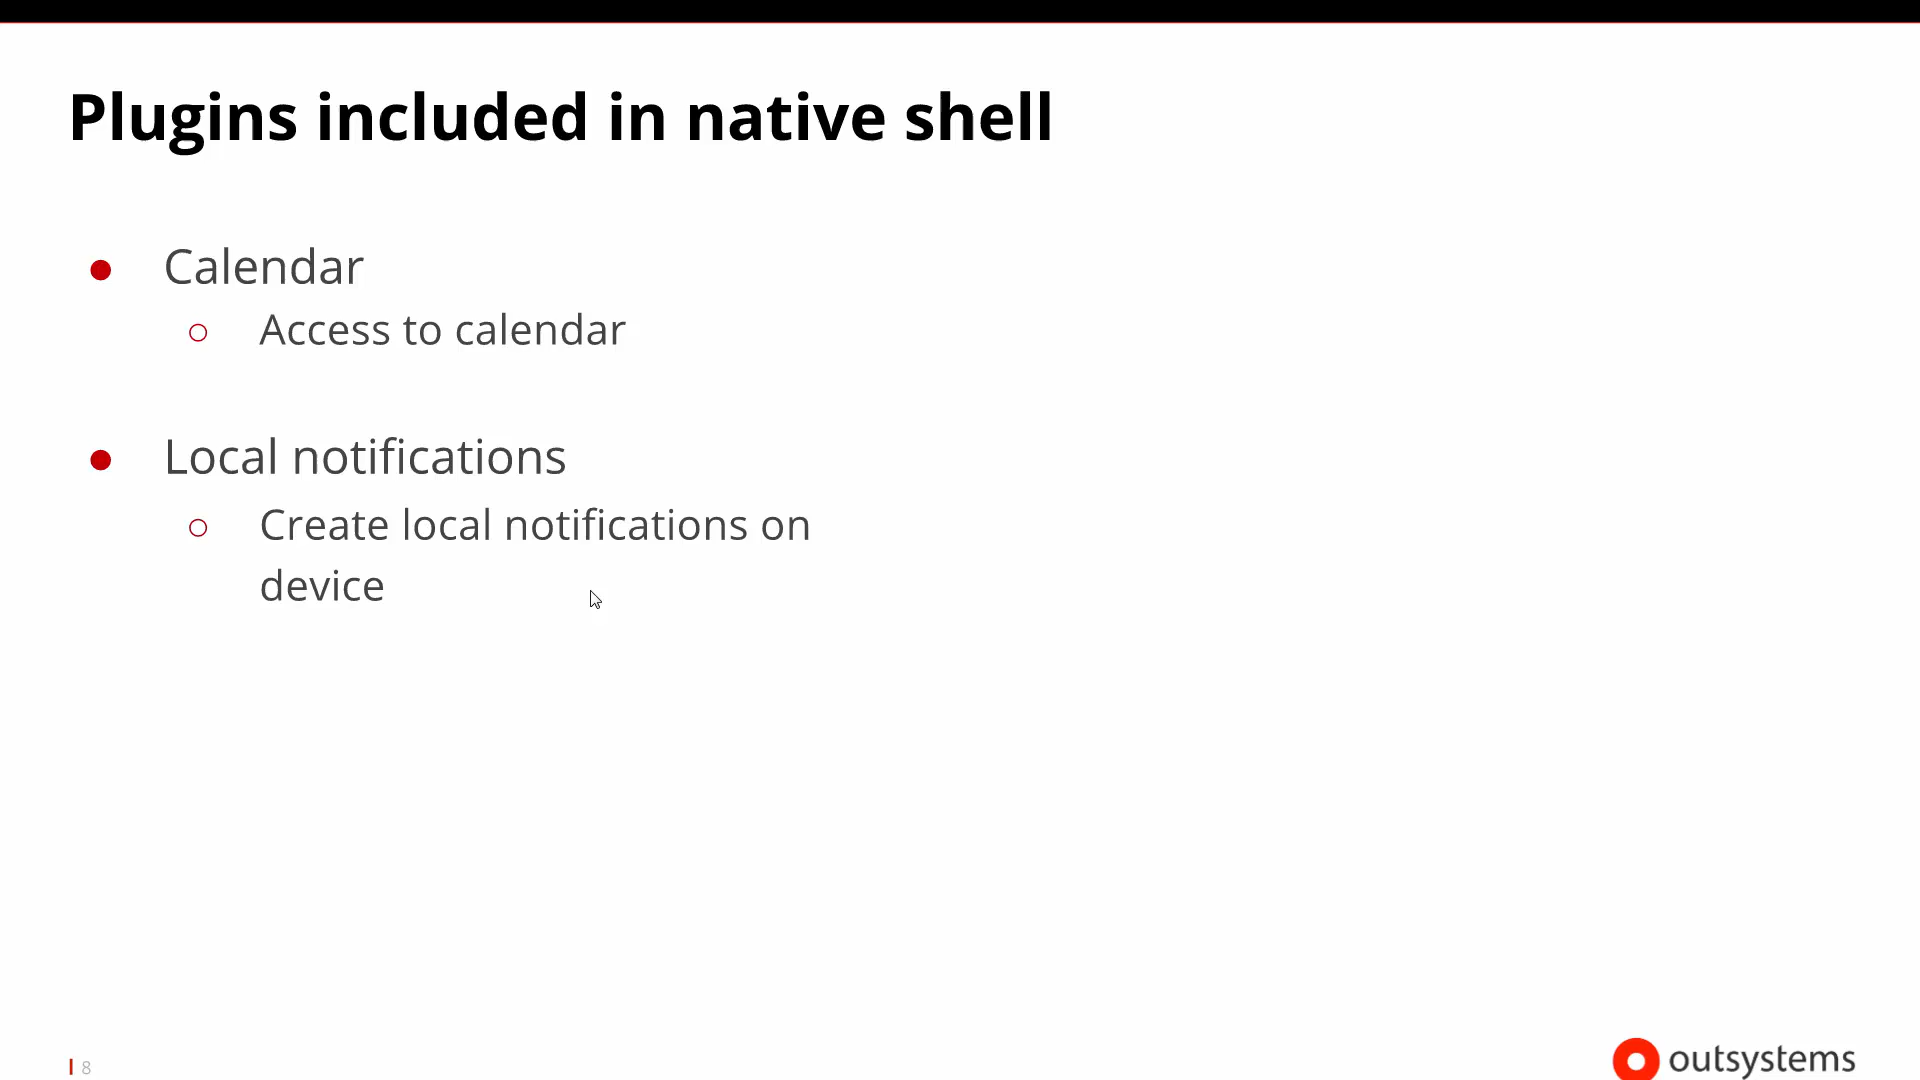 Plugins included in native shell
● Calendar
○ Access to calendar
● Local notifications
○ Create local notifications on
device
8
outsystems